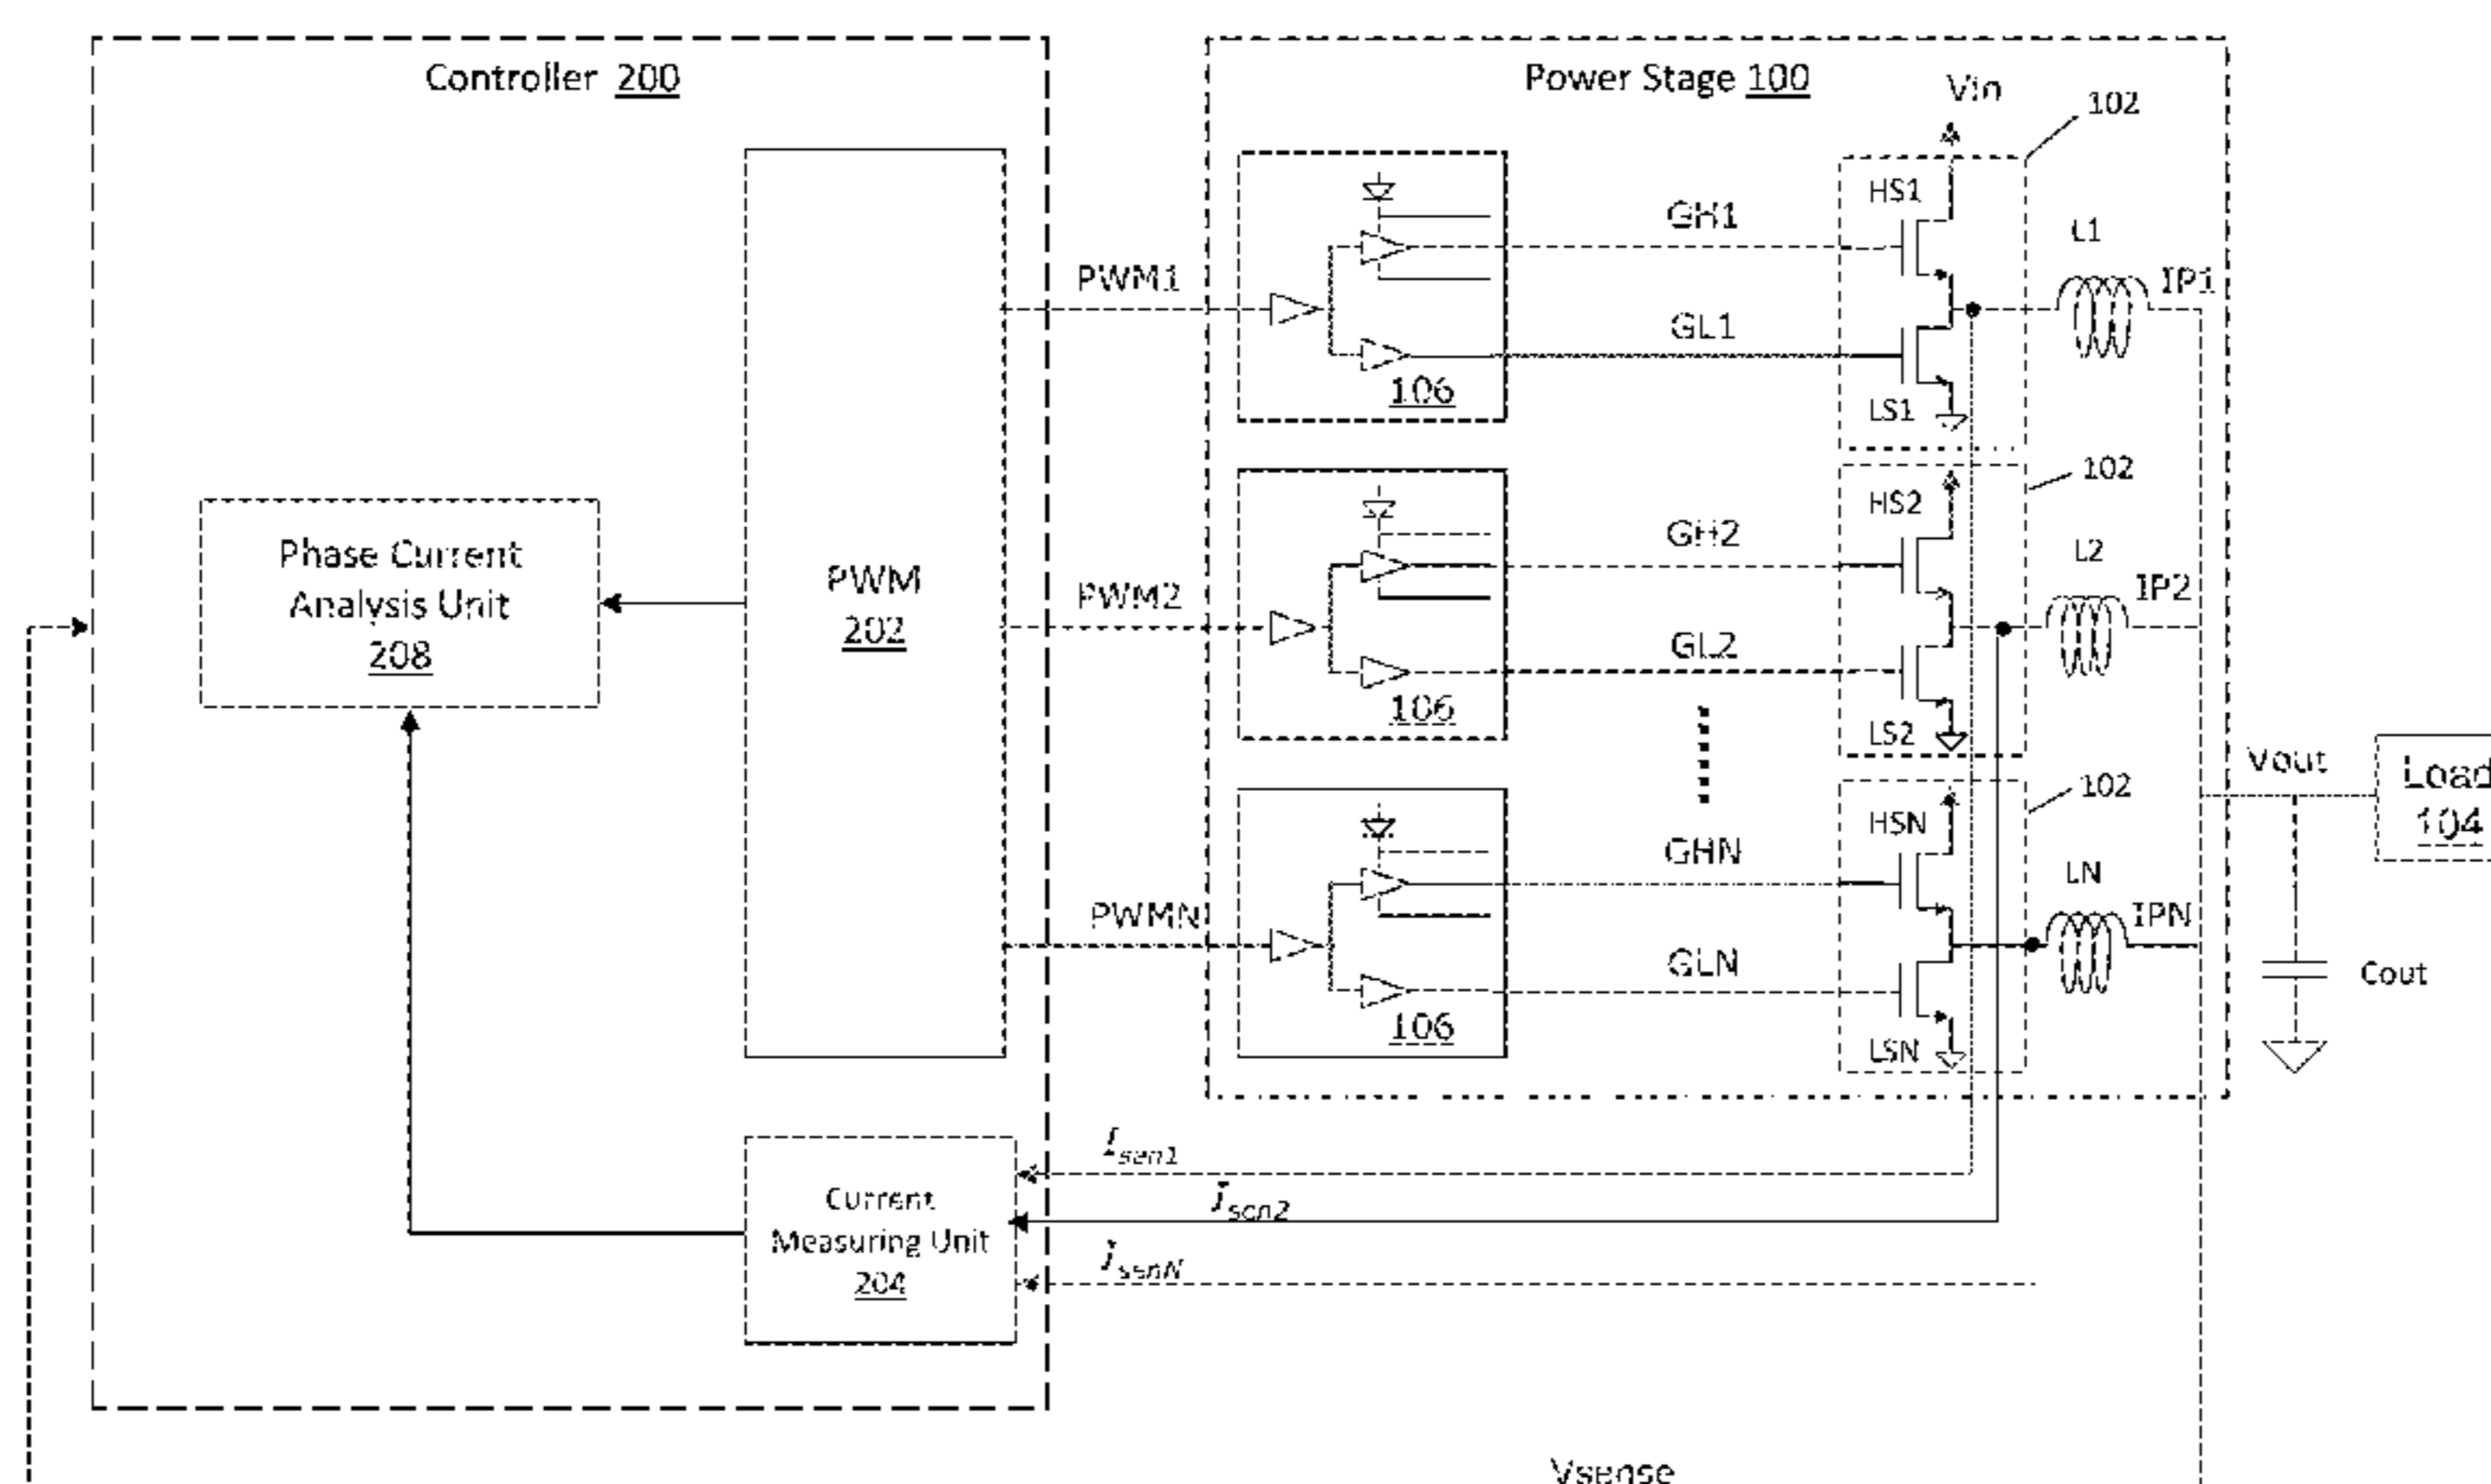 Controller 200
Power Stage 100
Vin
102
HS1
GH1
L1
IP1
PWM1
GL1
106
LS1
102
HS2
GH2
L2
IP2
Phase Current
Analysis Unit
208
PWM
202
PWM2
GL2
106
LS2
102
Vout
Load
104
HSN
GHN
LN
IPN
PWMN
GLN
Cout
106
LSN
Isen1
Current
Measuring Unit
204
Isen2
IsenN
Vsense